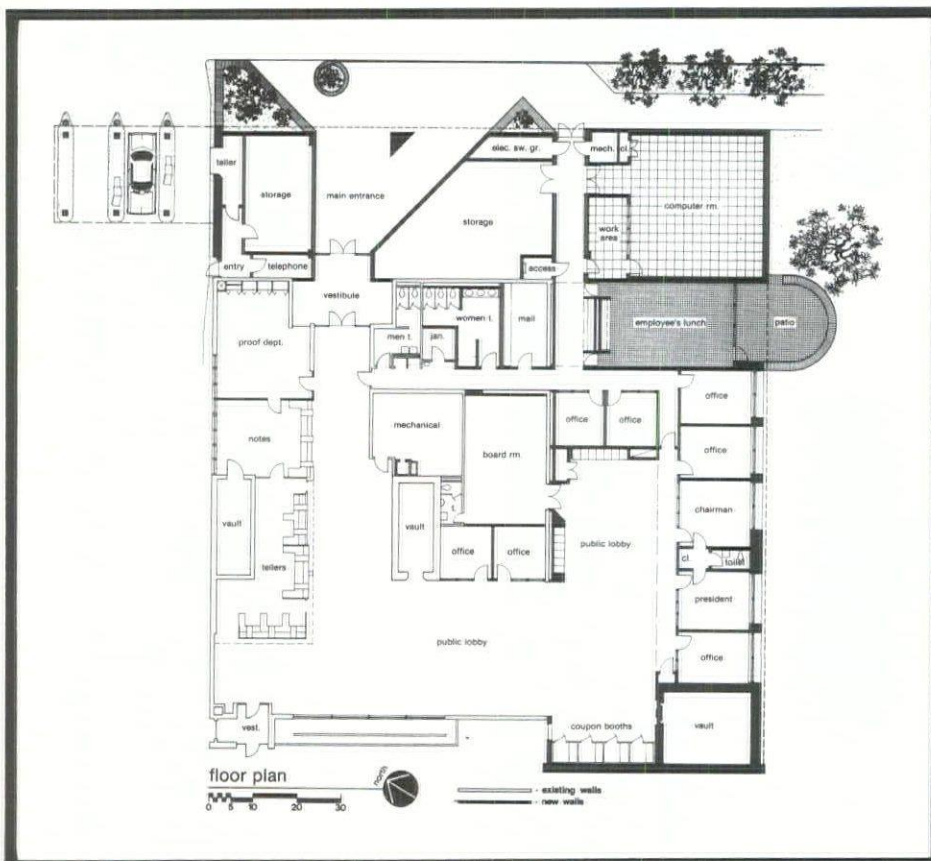 elec. sw. gr.
mech.
cl.
teller
storage
main entrance
storage
computer rm.
work
area
entry
telephone
access
vestibule
women t.
mail
employee's lunch
patio
men t.
jan.
proof dept.
office
office
office
mechanical
notes
board rm.
office
vault
t.
chairman
vault
public lobby
office
office
cl.
toilet
tellers
president
public lobby
office
vest.
coupon booths
vault
floor plan
north
- existing walls
- new walls
0 5 10 20 30